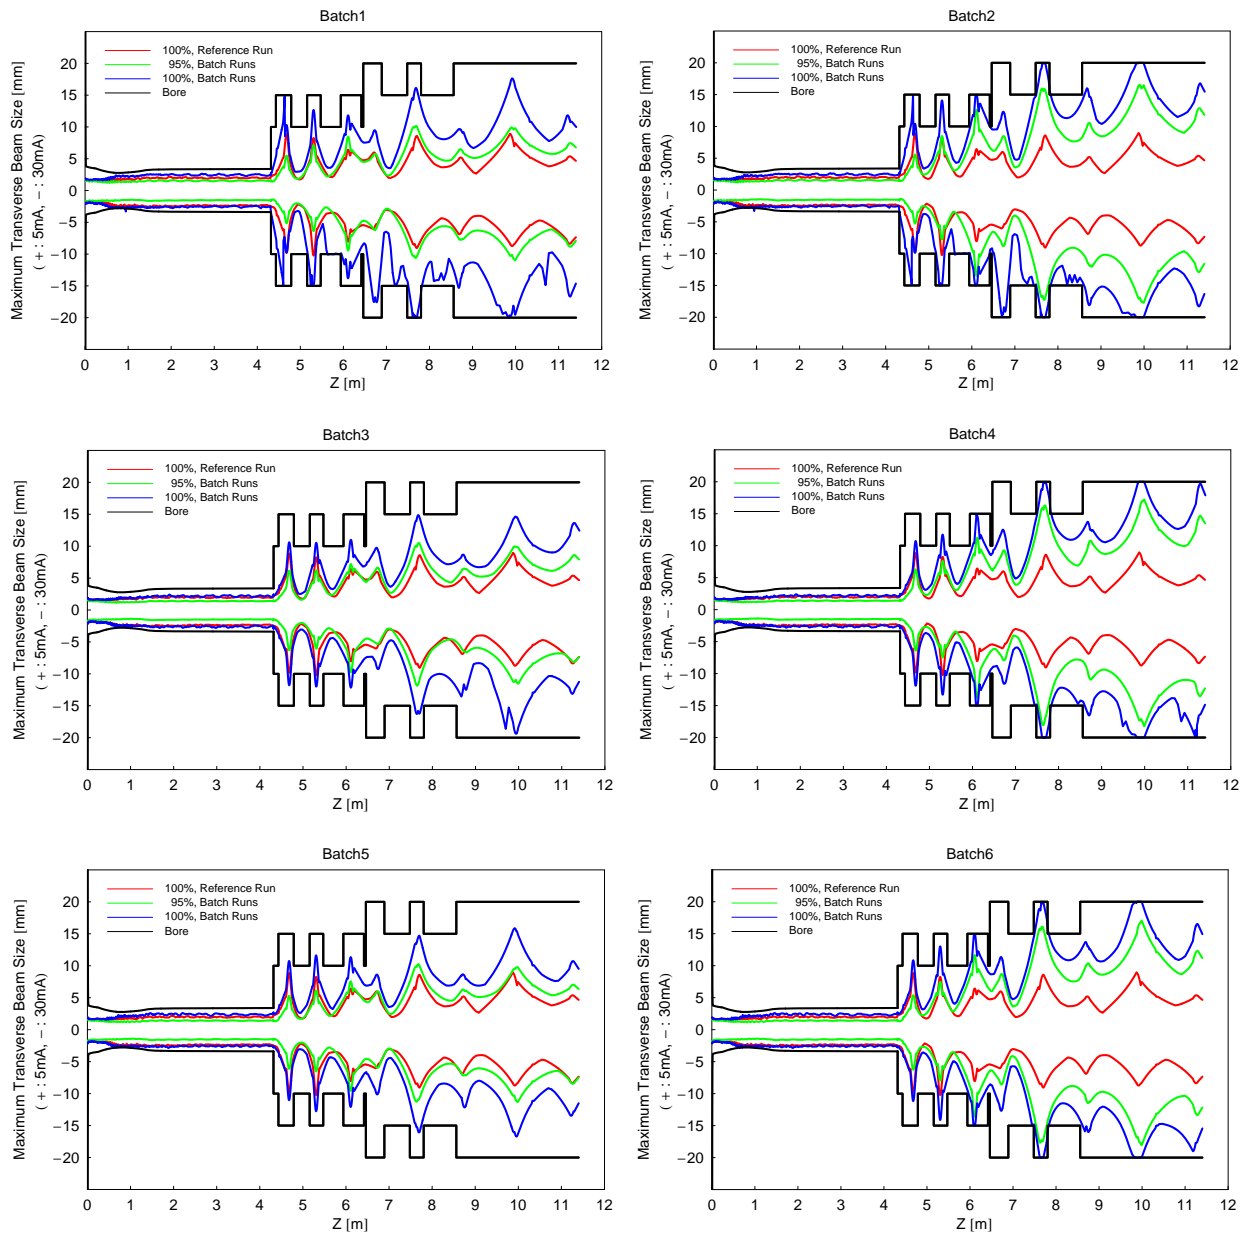 Batch1
100%, Reference Run
95%, Batch Runs
100%, Batch Runs
Bore
20
15
10
5
0
−5
−10
−15
−20
0 1 2 3 4 5 6 7 8 9 10 11 12
Z [m]
Maximum Transverse Beam Size [mm]
( + : 5mA, − : 30mA)
Batch2
100%, Reference Run
95%, Batch Runs
100%, Batch Runs
Bore
20
15
10
5
0
−5
−10
−15
−20
0 1 2 3 4 5 6 7 8 9 10 11 12
Z [m]
Maximum Transverse Beam Size [mm]
( + : 5mA, − : 30mA)
Batch3
100%, Reference Run
95%, Batch Runs
100%, Batch Runs
Bore
20
15
10
5
0
−5
−10
−15
−20
0 1 2 3 4 5 6 7 8 9 10 11 12
Z [m]
Maximum Transverse Beam Size [mm]
( + : 5mA, − : 30mA)
Batch4
100%, Reference Run
95%, Batch Runs
100%, Batch Runs
Bore
20
15
10
5
0
−5
−10
−15
−20
0 1 2 3 4 5 6 7 8 9 10 11 12
Z [m]
Maximum Transverse Beam Size [mm]
( + : 5mA, − : 30mA)
Batch5
100%, Reference Run
95%, Batch Runs
100%, Batch Runs
Bore
20
15
10
5
0
−5
−10
−15
−20
0 1 2 3 4 5 6 7 8 9 10 11 12
Z [m]
Maximum Transverse Beam Size [mm]
( + : 5mA, − : 30mA)
Batch6
100%, Reference Run
95%, Batch Runs
100%, Batch Runs
Bore
20
15
10
5
0
−5
−10
−15
−20
0 1 2 3 4 5 6 7 8 9 10 11 12
Z [m]
Maximum Transverse Beam Size [mm]
( + : 5mA, − : 30mA)